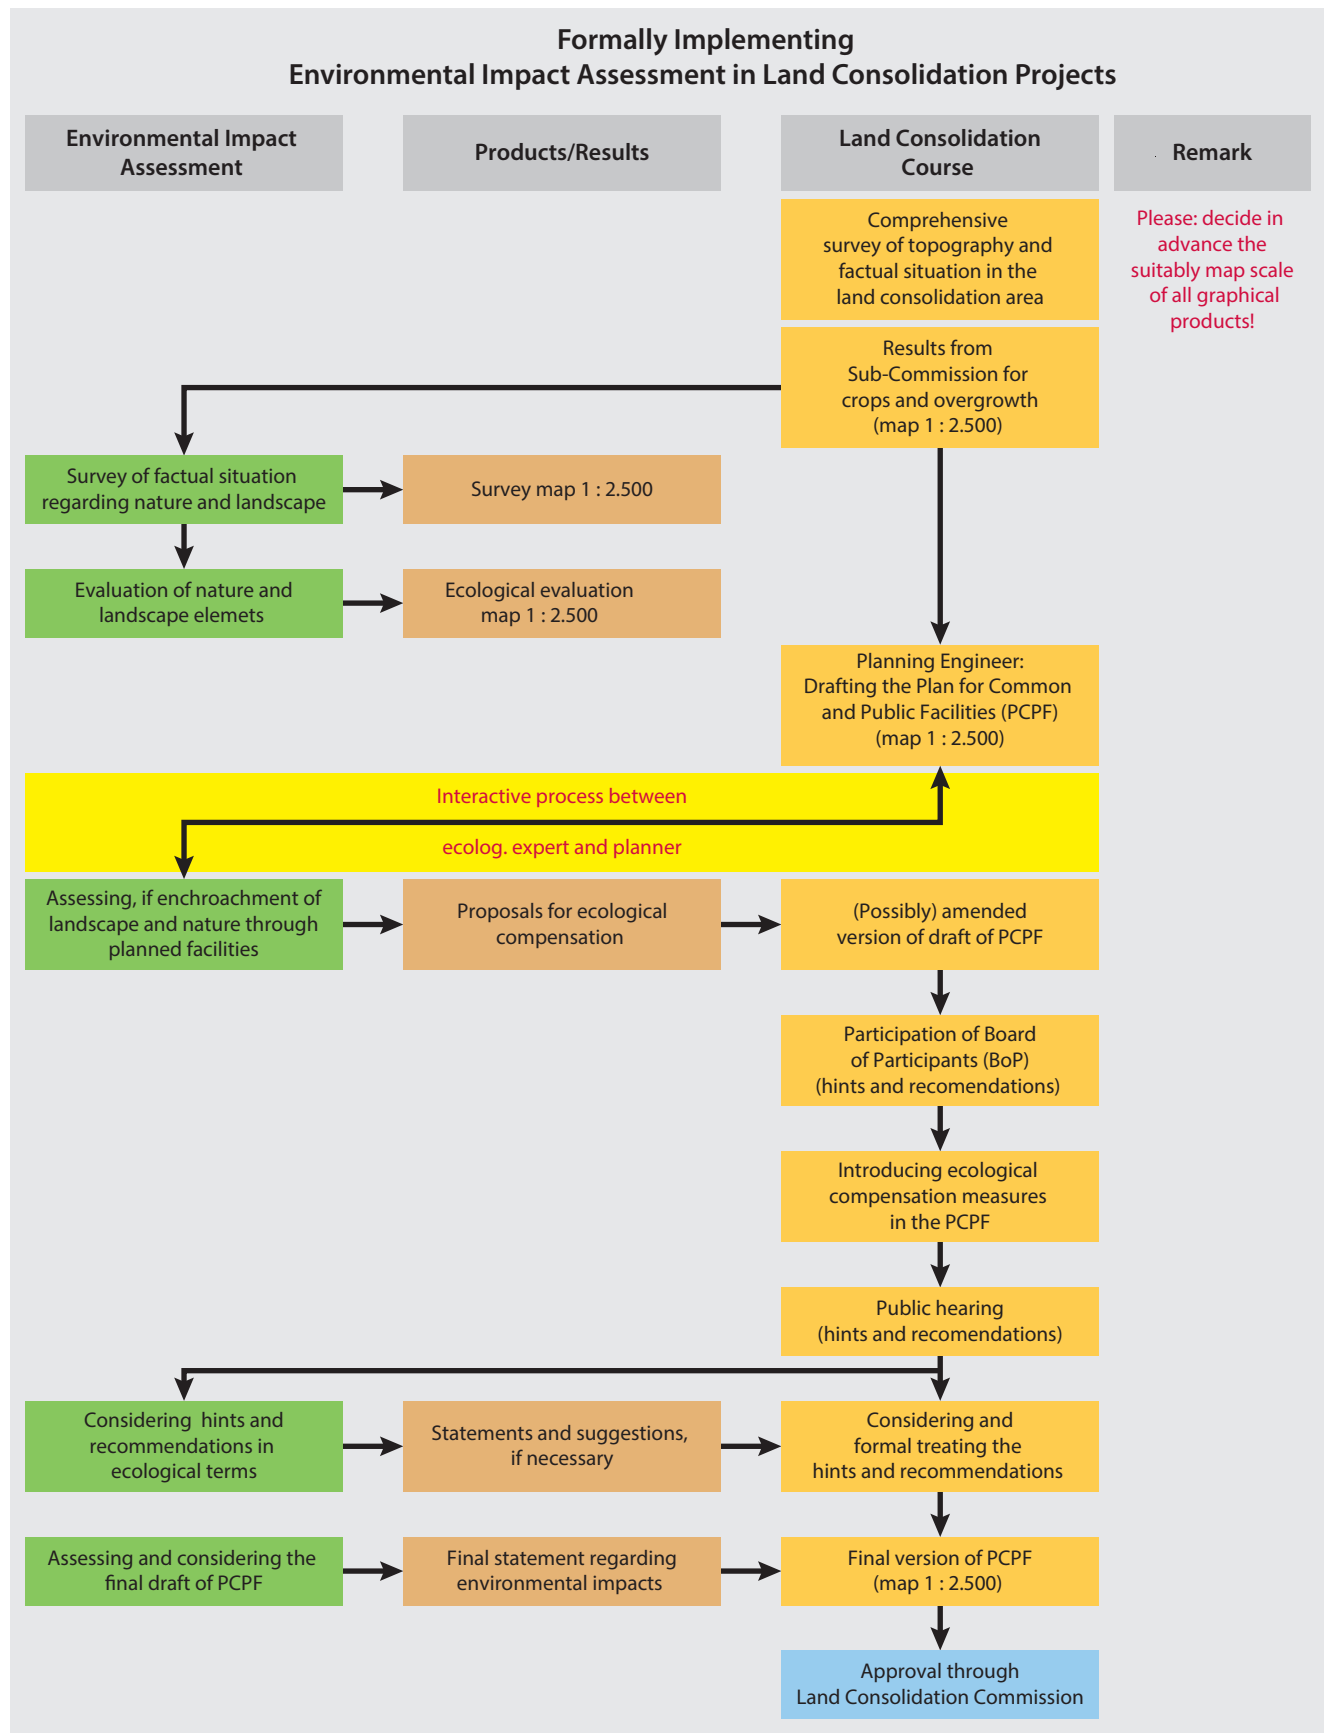 Formally Implementing
Environmental Impact Assessment in Land Consolidation Projects
Environmental Impact
Assessment
Products/Results
Land Consolidation
Course
Remark
Comprehensive
survey of topography and
factual situation in the
land consolidation area
Please: decide in
advance the
suitably map scale
of all graphical
products!
Results from
Sub-Commission for
crops and overgrowth
(map 1 : 2.500)
Survey of factual situation
regarding nature and landscape
Survey map 1 : 2.500
Evaluation of nature and
landscape elemets
Ecological evaluation
map 1 : 2.500
Planning Engineer:
Drafting the Plan for Common
and Public Facilities (PCPF)
(map 1 : 2.500)
Interactive process between
ecolog. expert and planner
Assessing, if enchroachment of
landscape and nature through
planned facilities
Proposals for ecological
compensation
(Possibly) amended
version of draft of PCPF
Participation of Board
of Participants (BoP)
(hints and recomendations)
Introducing ecological
compensation measures
in the PCPF
Public hearing
(hints and recomendations)
Considering hints and
recommendations in
ecological terms
Statements and suggestions,
if necessary
Considering and
formal treating the
hints and recommendations
Assessing and considering the
final draft of PCPF
Final statement regarding
environmental impacts
Final version of PCPF
(map 1 : 2.500)
Approval through
Land Consolidation Commission